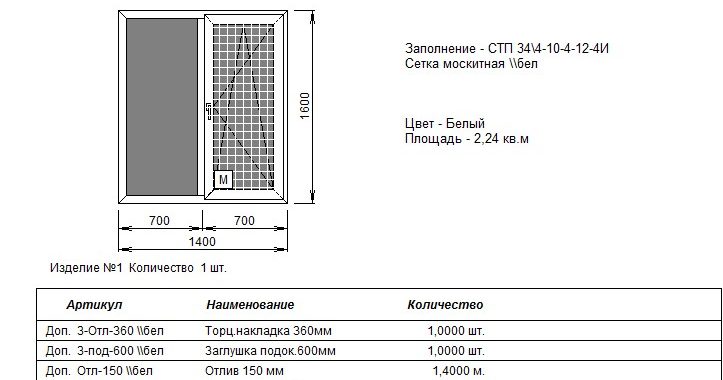 Заполнение - СТП 34\4-10-4-12-4И
Сетка москитная \\бел
1600
Цвет - Белый
Площадь - 2,24 кв.м
М
700 700
1400
Изделие №1 Количество 1 шт.
Артикул Наименование Количество
Доп. 3-Отл-360 \\бел Торц.накладка 360мм 1,0000 шт.
Доп. 3-под-600 \\бел Заглушка подок.600мм 1,0000 шт.
Доп. Отл-150 \\бел Отлив 150 мм 1,4000 м.